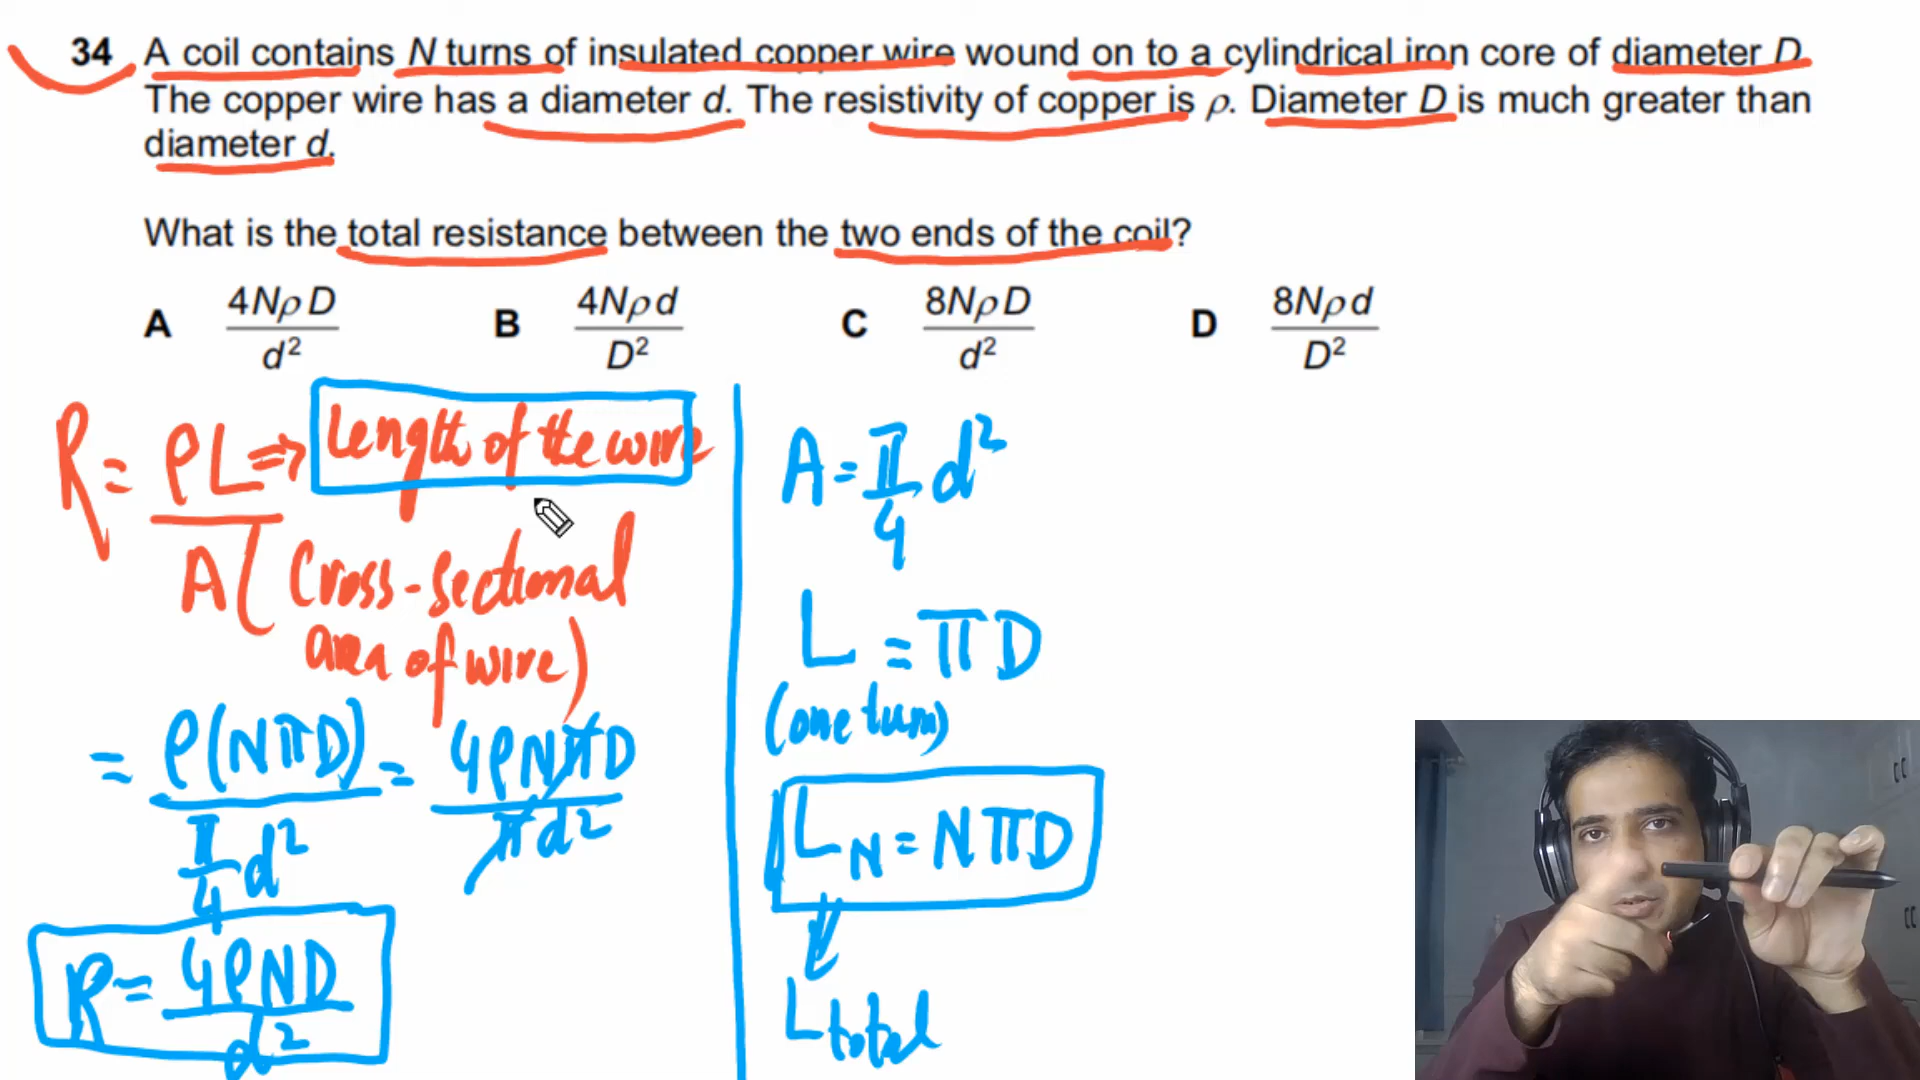 34 A coil contains N turns of insulated copper wire wound on to a cylindrical iron core of diameter D.
The copper wire has a diameter d. The resistivity of copper is ρ. Diameter D is much greater than
diameter d.
What is the total resistance between the two ends of the coil?
A 4NρD/d² B 4Nρd/D² C 8NρD/d² D 8Nρd/D²
R = ρL/A ⇒ Length of the wire
(Cross-sectional
area of wire)
= ρ(NπD)/(π/4 d²) = 4ρNπD/πd²
R = 4ρND/d²
A = π/4 d²
L = πD
(one turn)
L_N = NπD
L total